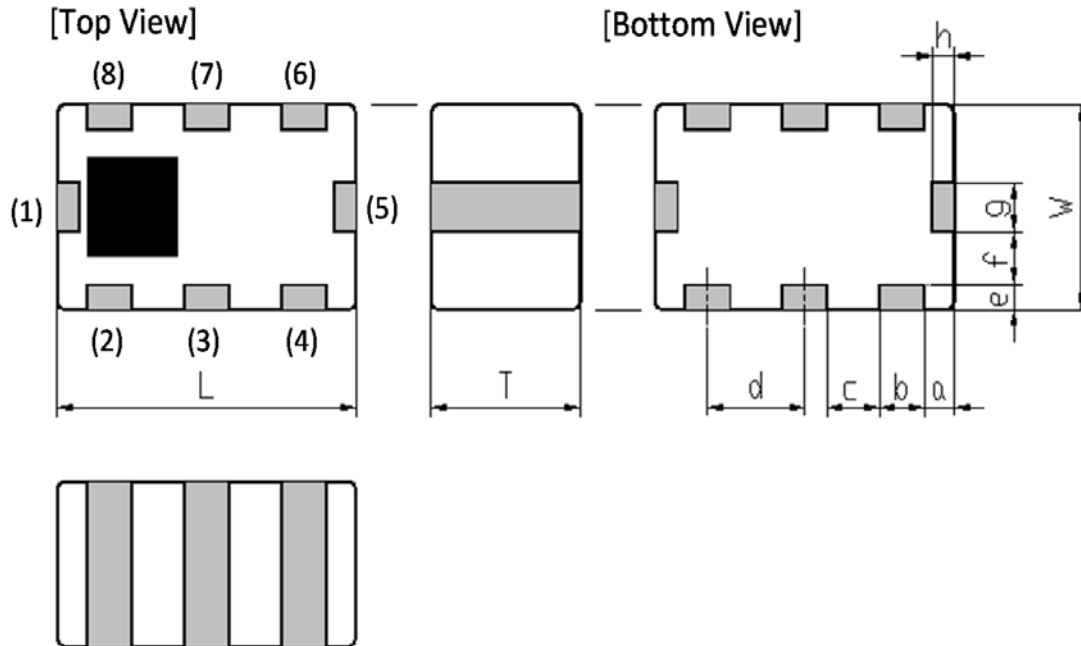 [Top View]
[Bottom View]
h
(8) (7) (6)
(1)
(5)
g
W
f
e
(2) (3) (4)
L
T
d
c
b
a